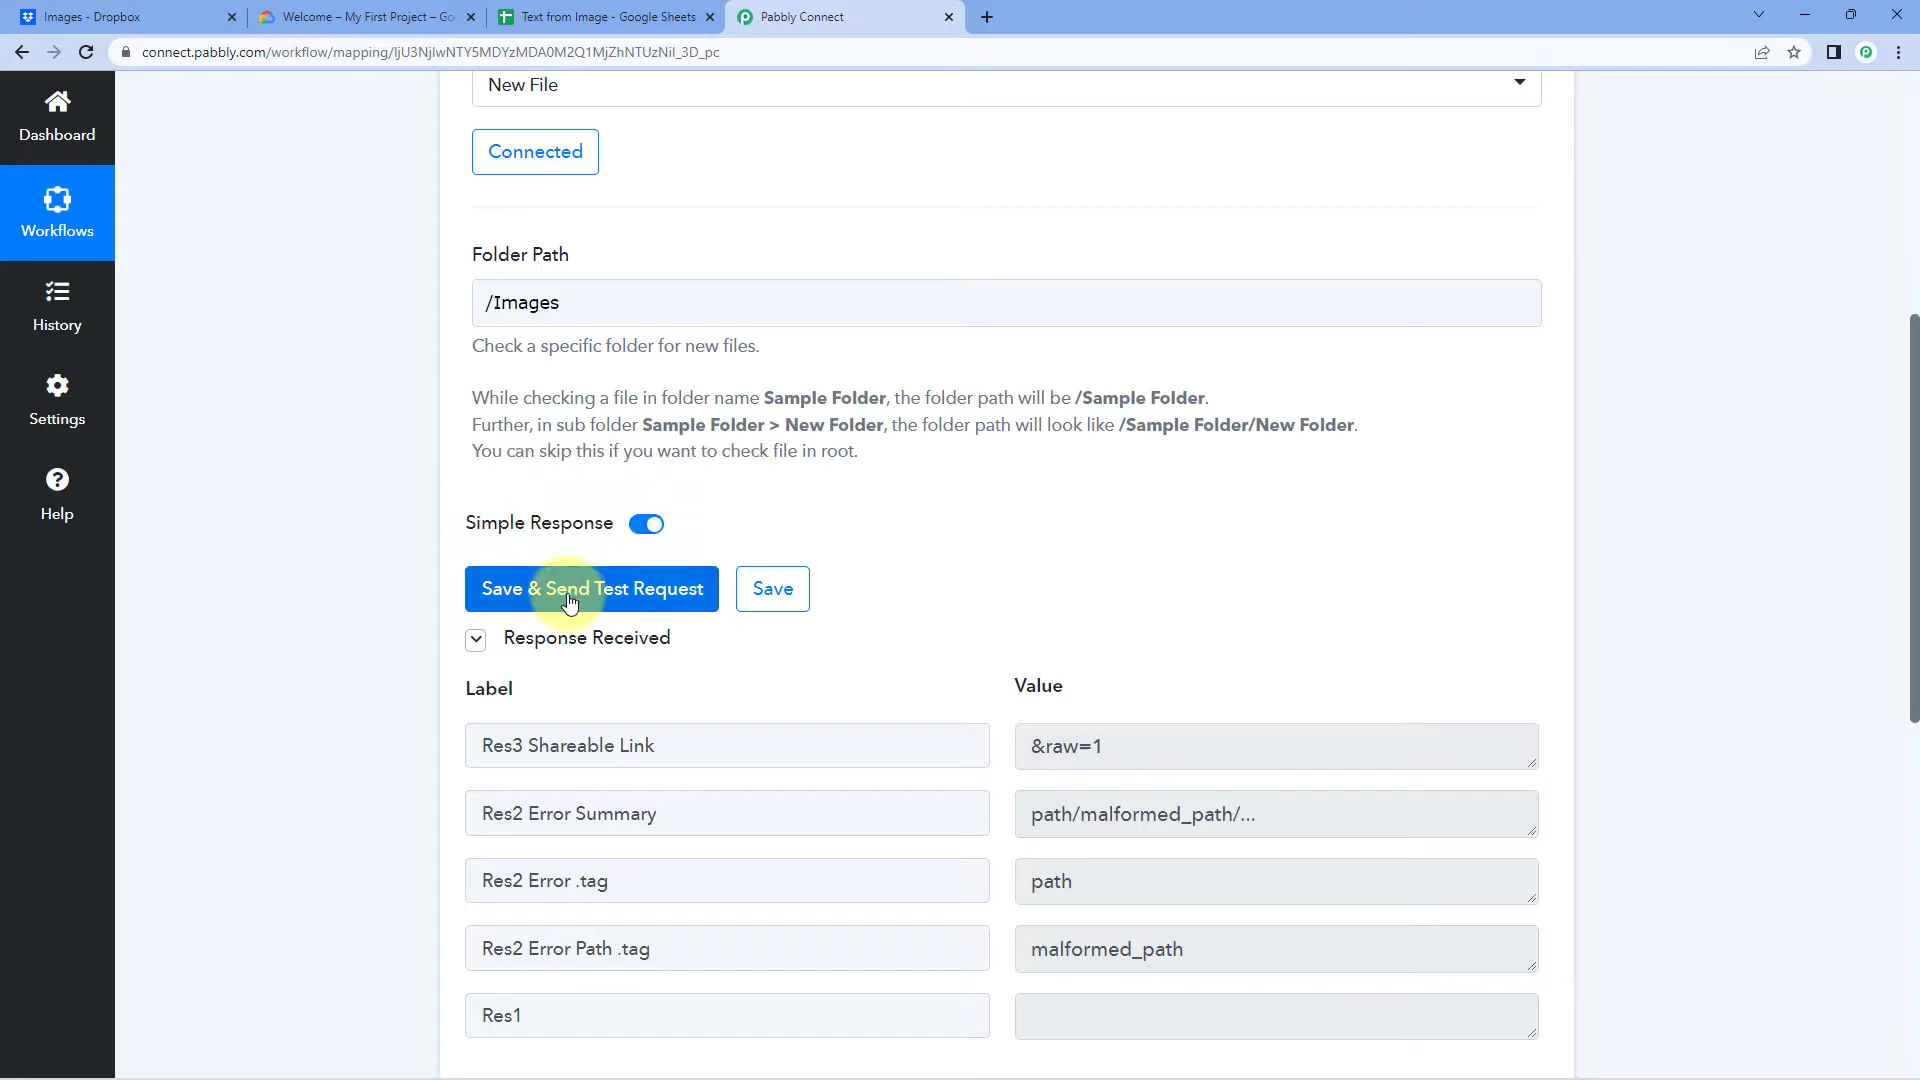 Images - Dropbox
Welcome – My First Project – Go
Text from Image - Google Sheets
Pabbly Connect
connect.pabbly.com/workflow/mapping/IjU3NjIwNTY5MDYzMDA0M2Q1MjZhNTUzNiI_3D_pc
New File
Dashboard
Connected
Workflows
Folder Path
/Images
History
Check a specific folder for new files.
While checking a file in folder name Sample Folder, the folder path will be /Sample Folder.
Settings
Further, in sub folder Sample Folder > New Folder, the folder path will look like /Sample Folder/New Folder.
You can skip this if you want to check file in root.
Help
Simple Response
Save & Send Test Request
Save
Response Received
Label
Value
Res3 Shareable Link
&raw=1
Res2 Error Summary
path/malformed_path/...
Res2 Error .tag
path
Res2 Error Path .tag
malformed_path
Res1